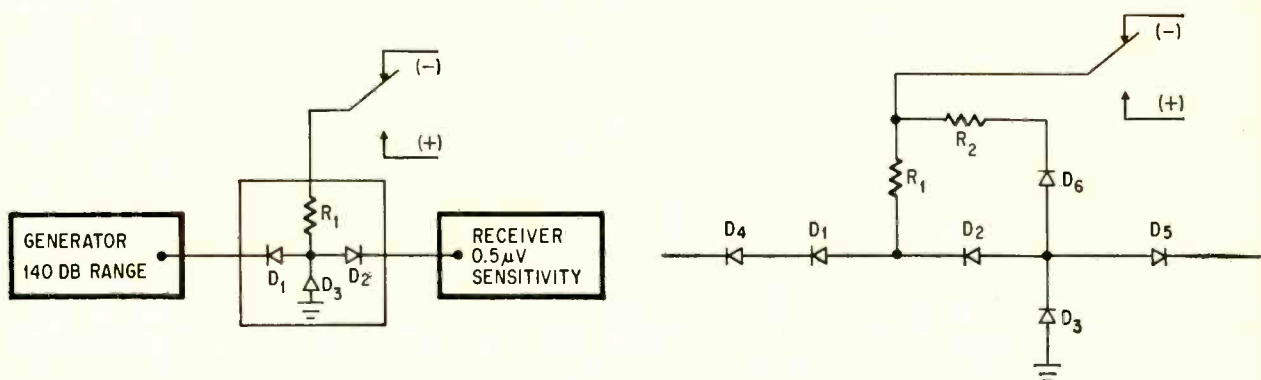 (-)
(+)
R1
GENERATOR
140 DB RANGE
D1
D2
D3
RECEIVER
0.5μV
SENSITIVITY
(-)
(+)
R2
R1
D6
D4
D1
D2
D5
D3